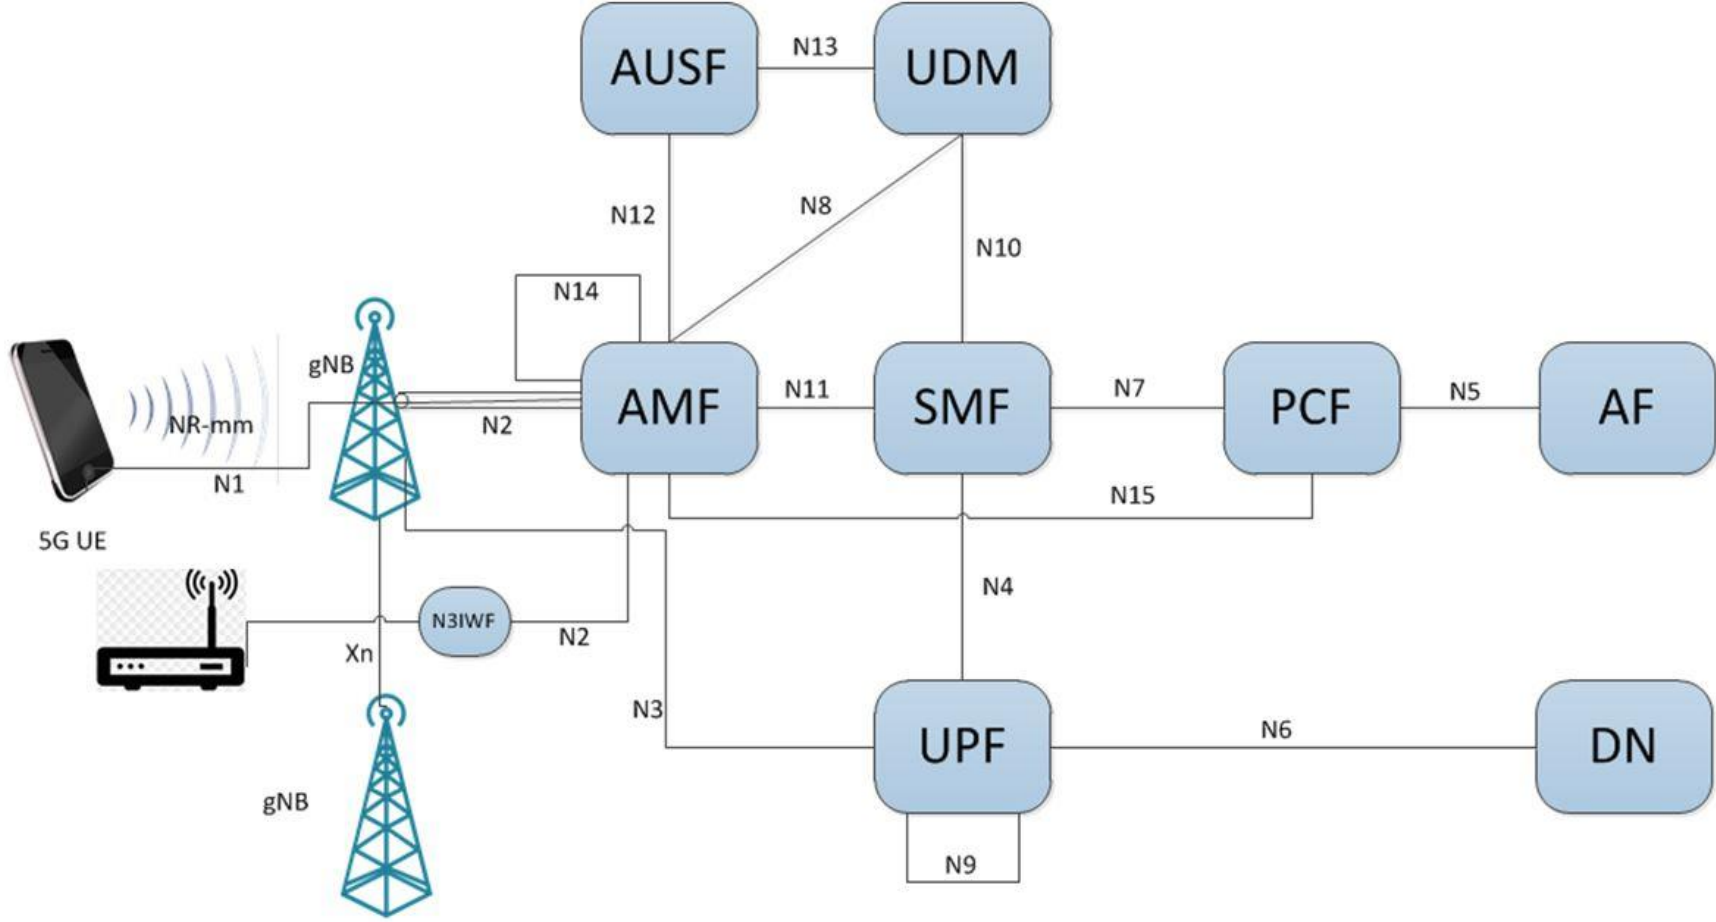 AUSF
N13
UDM
N12
N8
N10
N14
gNB
NR-mm
N2
AMF
N11
SMF
N7
PCF
N5
AF
N1
N15
5G UE
N3IWF
N2
N4
Xn
N3
UPF
N6
DN
gNB
N9